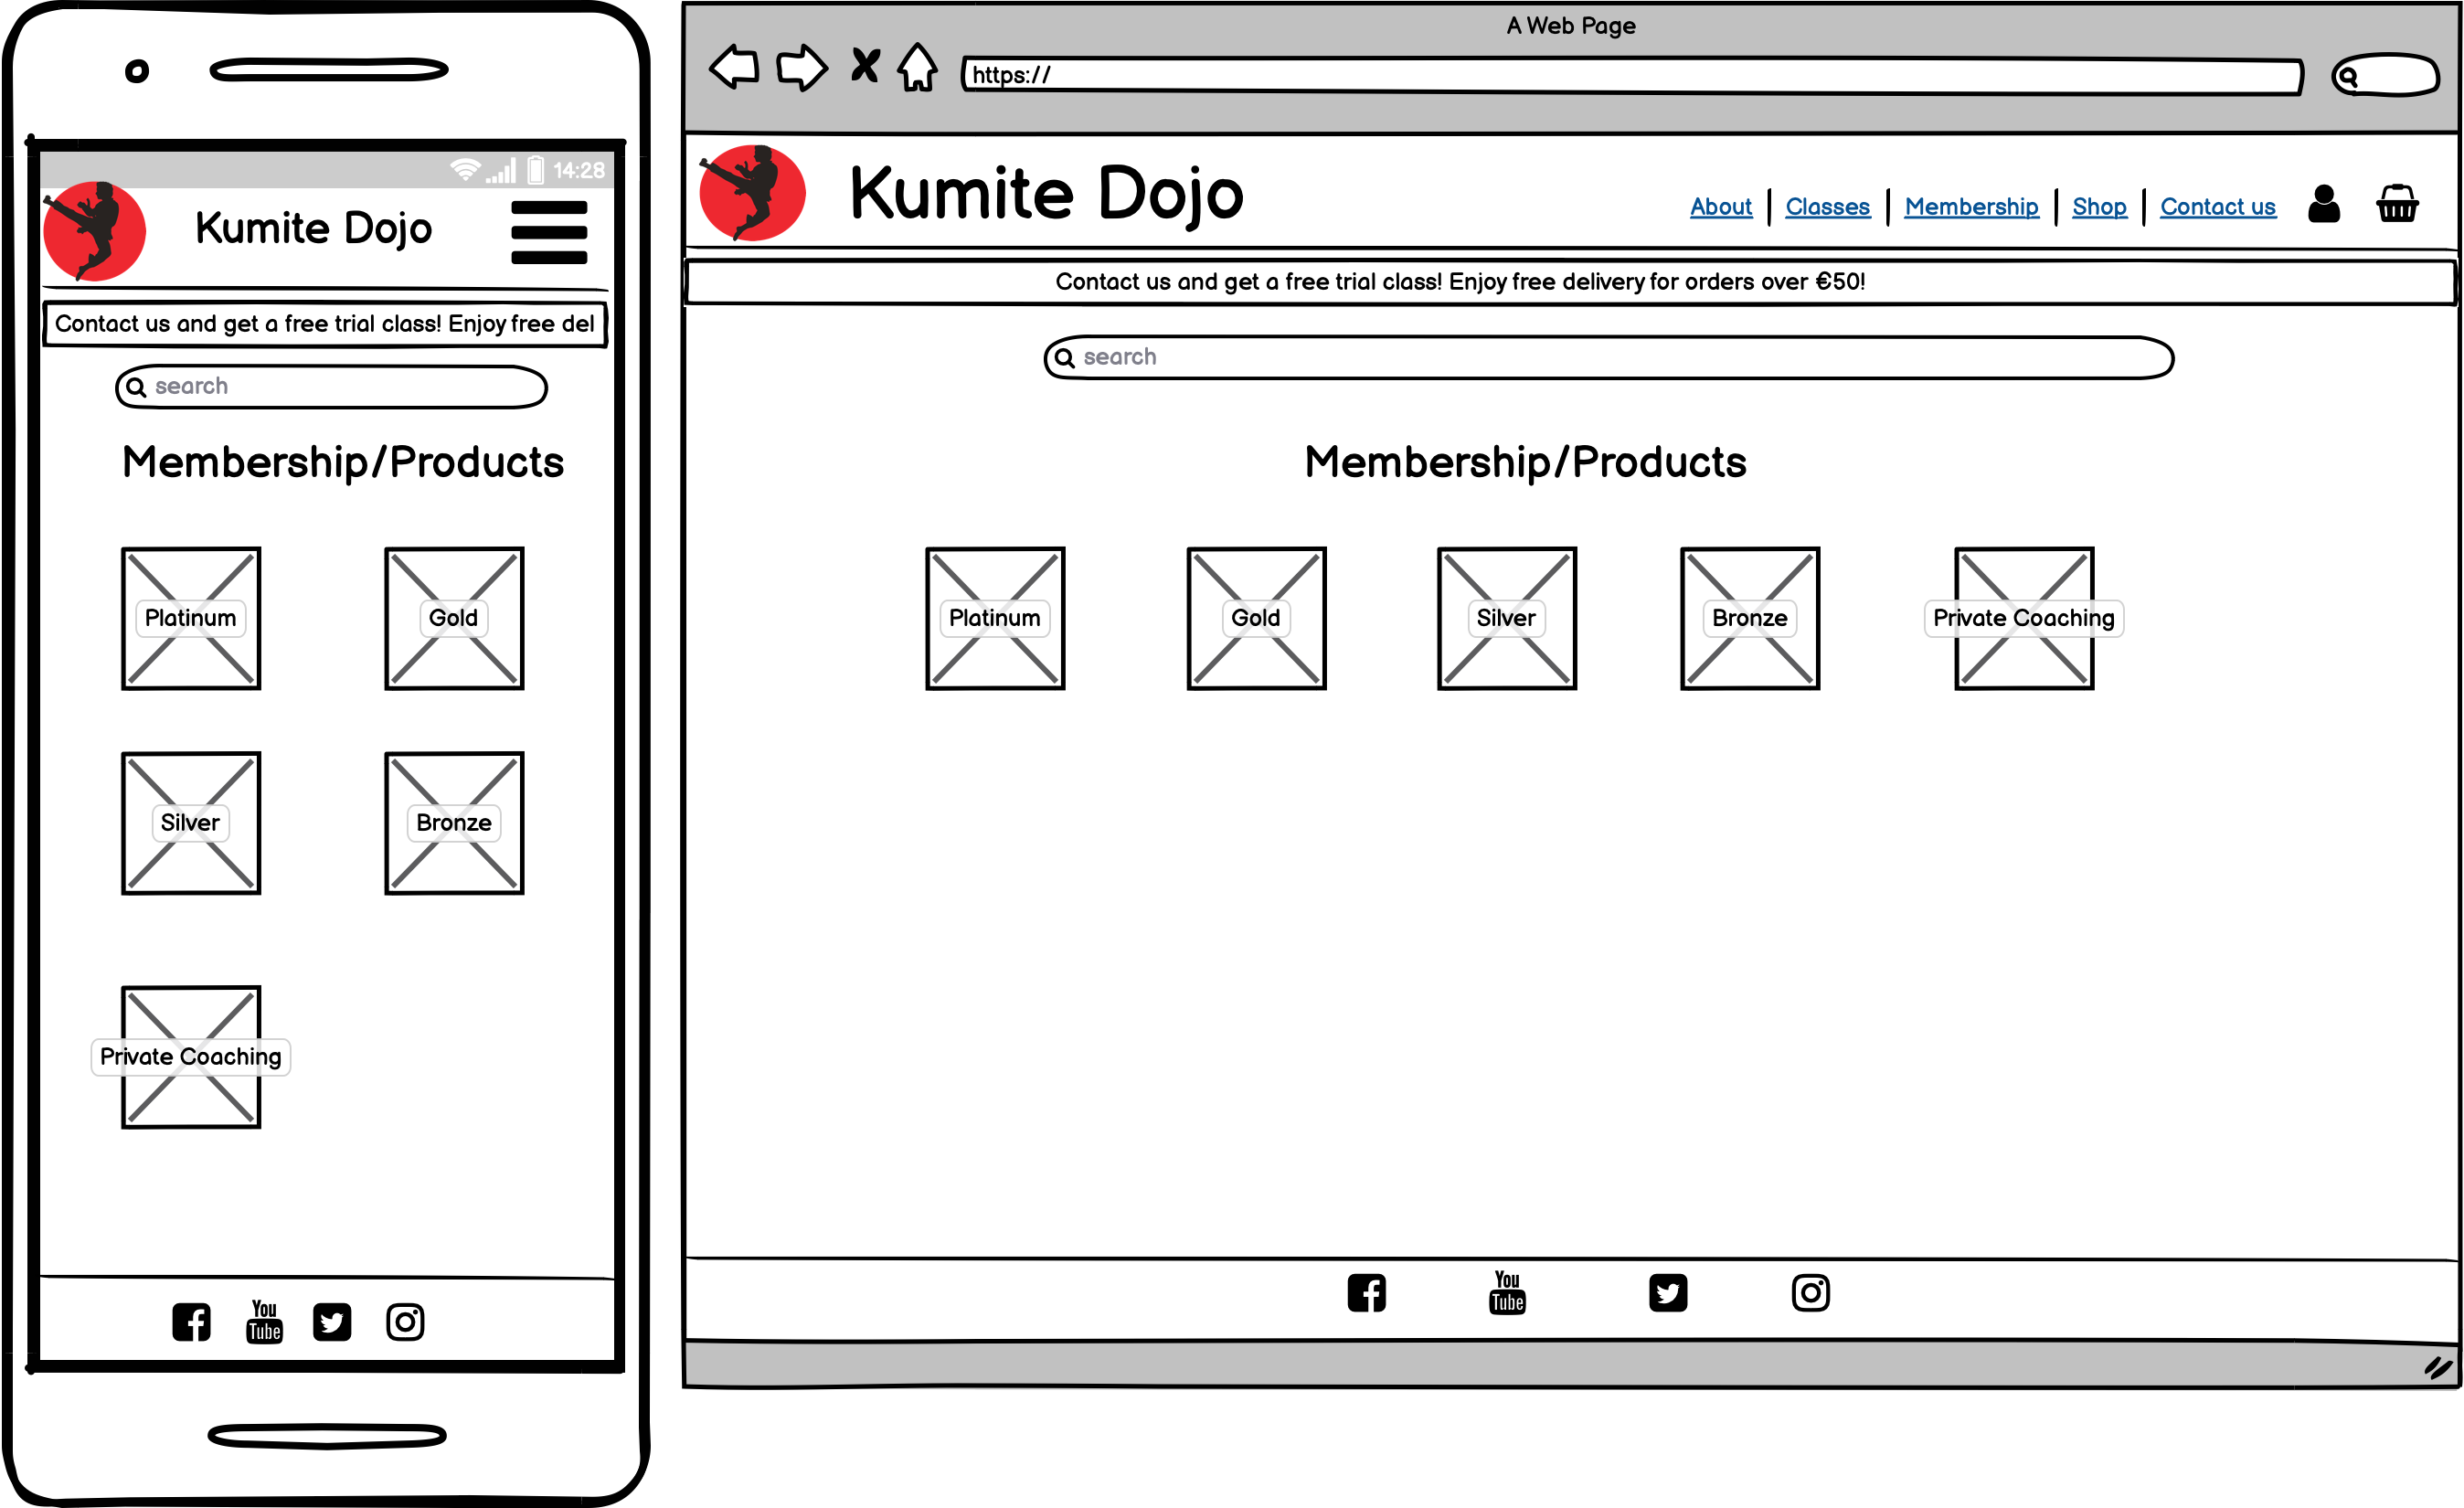 14:28
Kumite Dojo
Contact us and get a free trial class! Enjoy free del
search
Membership/Products
Platinum
Gold
Silver
Bronze
Private Coaching
You
Tube
A Web Page
https://
Kumite Dojo
About | Classes | Membership | Shop | Contact us
Contact us and get a free trial class! Enjoy free delivery for orders over €50!
search
Membership/Products
Platinum
Gold
Silver
Bronze
Private Coaching
You
Tube